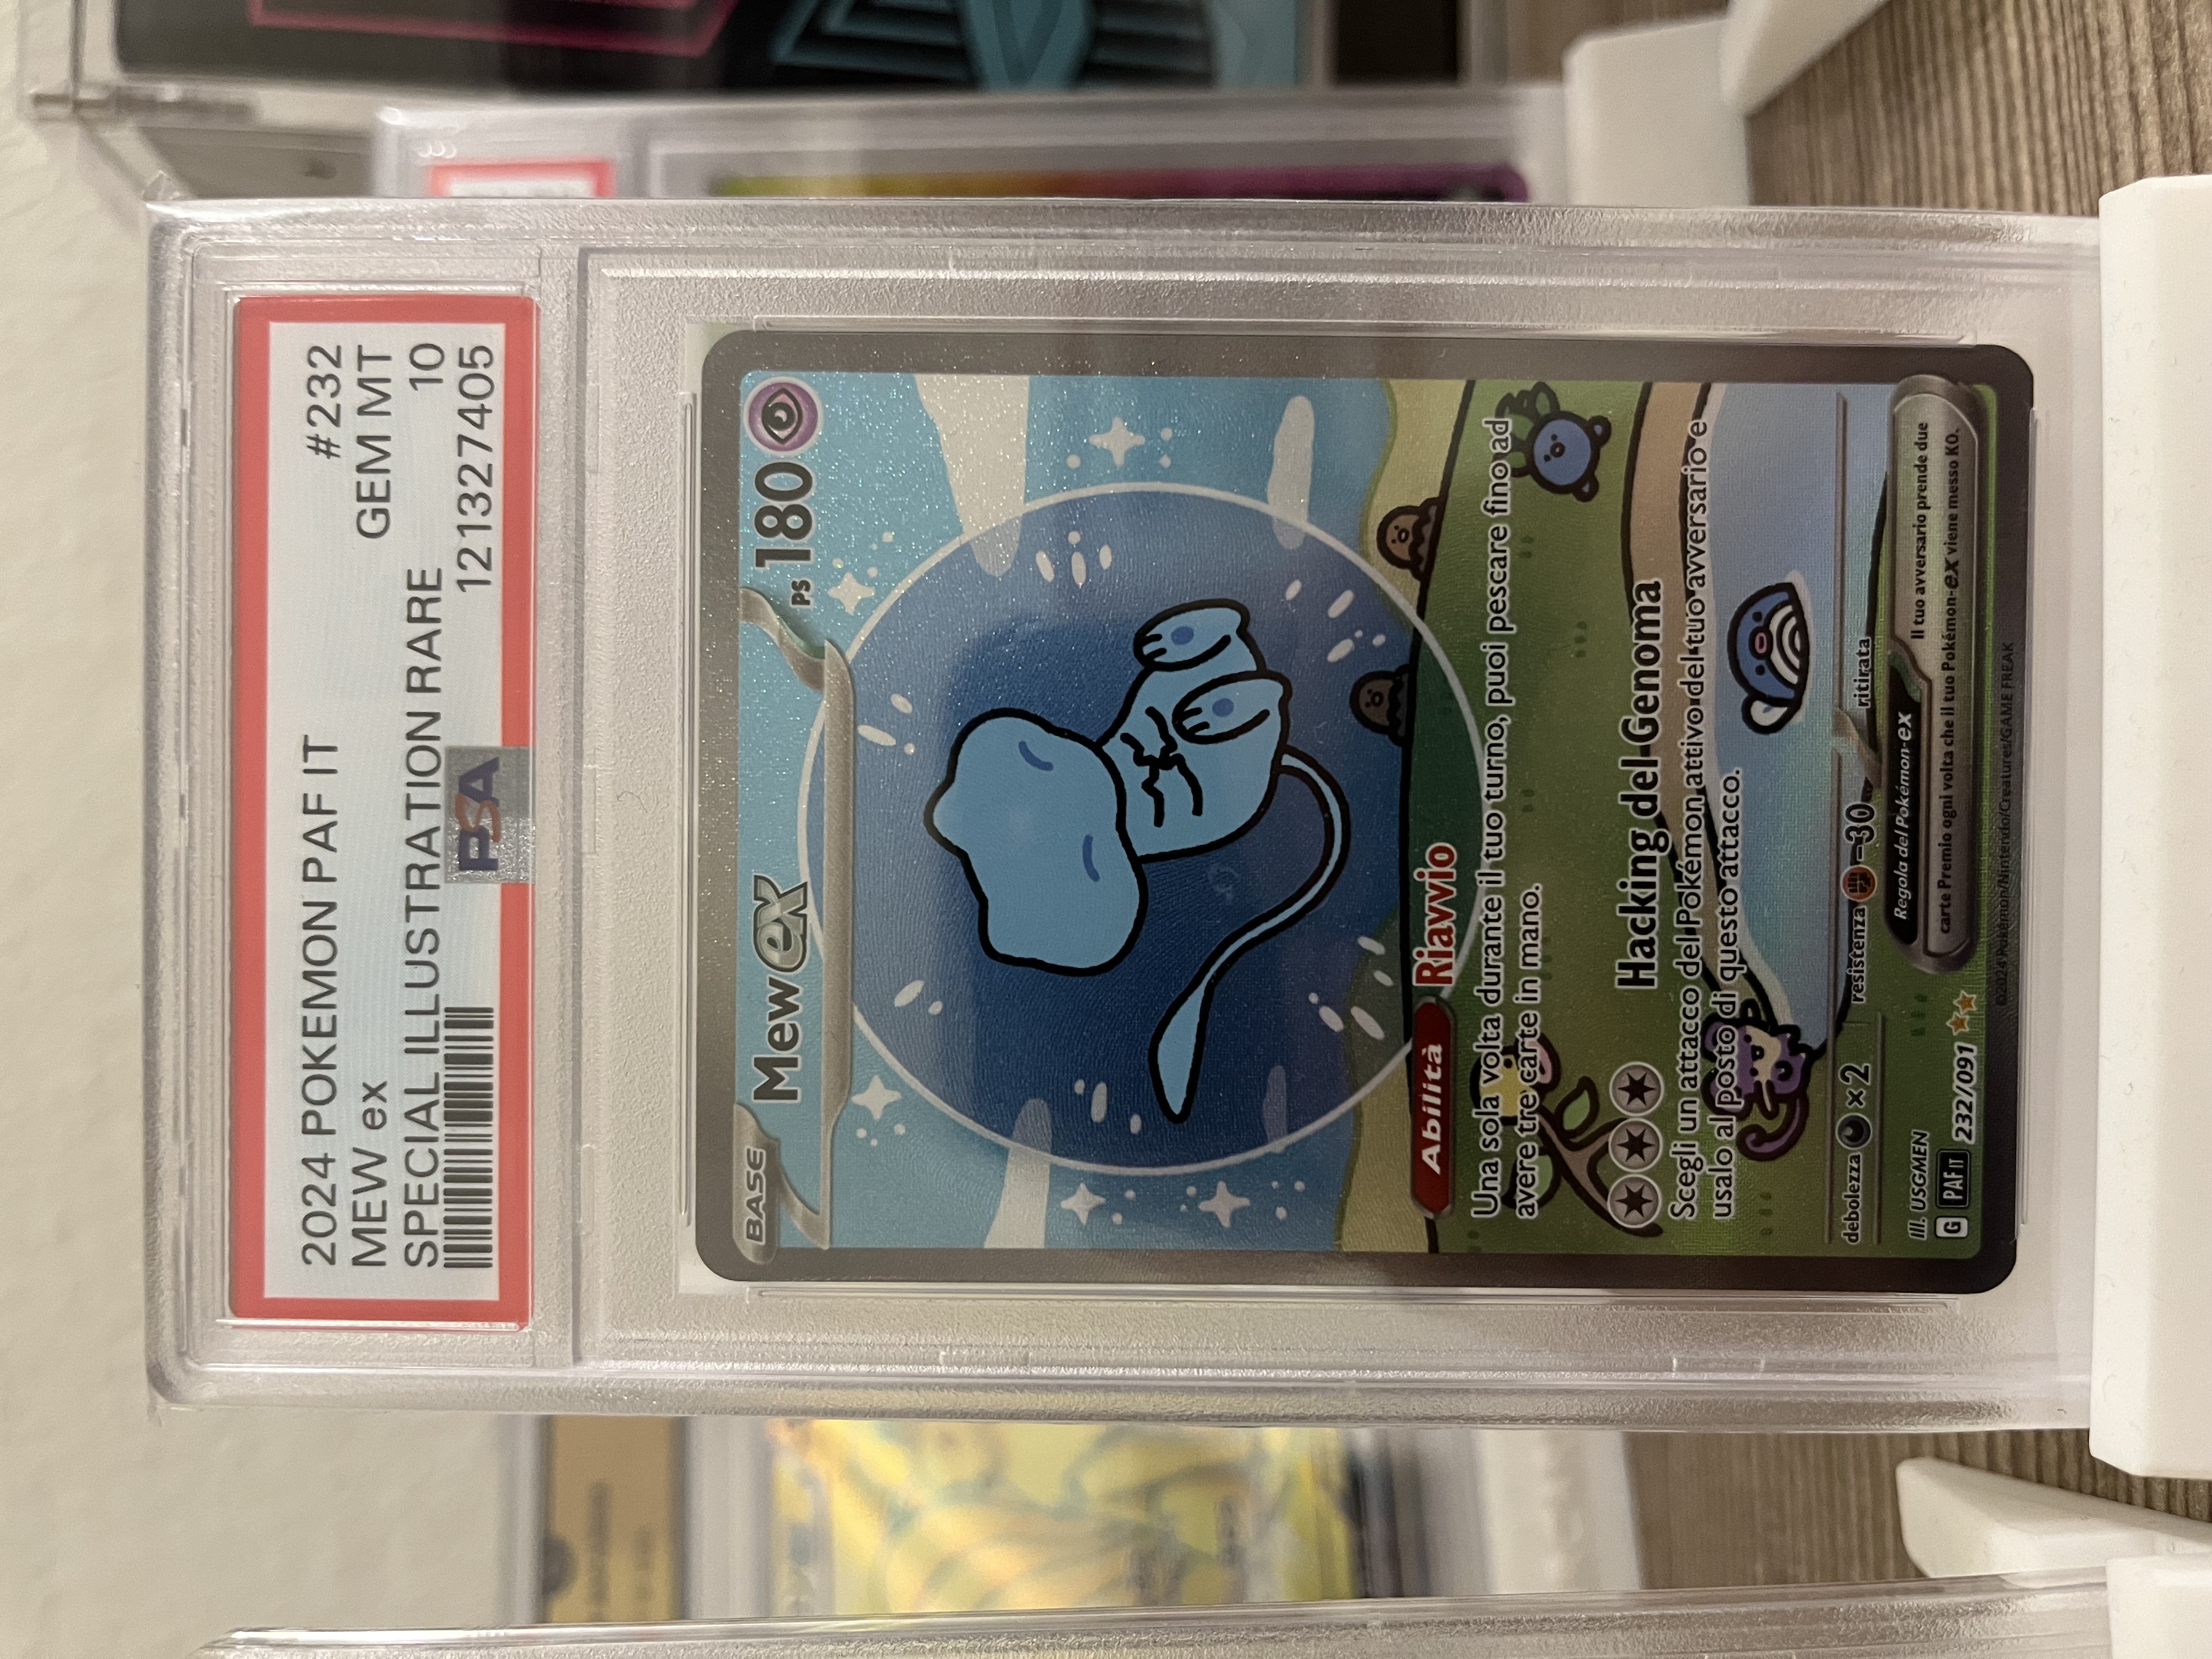 2024 POKEMON PAF IT #232
MEW ex GEM MT
SPECIAL ILLUSTRATION RARE 10
PSA 121327405
BASE
Mew ex PS 180
Abilità Riavvio
Una sola volta durante il tuo turno, puoi pescare fino ad
avere tre carte in mano.
Hacking del Genoma
Scegli un attacco del Pokémon attivo del tuo avversario e
usalo al posto di questo attacco.
debolezza ×2 resistenza -30 ritirata
Ill. USGMEN
G PAF IT 232/091
Regola dei Pokémon-ex Il tuo avversario prende due
carte Premio ogni volta che il tuo Pokémon-ex viene messo KO.
©2024 Pokémon/Nintendo/Creatures/GAME FREAK